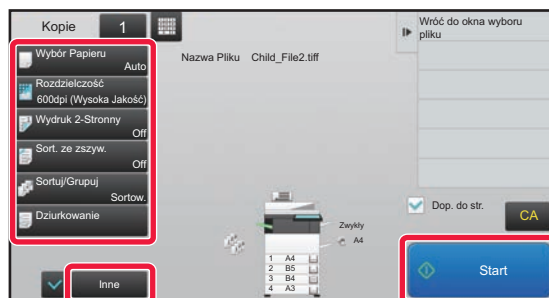 Kopie 1
Wybór Papieru
Auto
Rozdzielczość
600dpi (Wysoka Jakość)
Wydruk 2-Stronny
Off
Sort. ze zszyw.
Off
Sortuj/Grupuj
Sortow.
Dziurkowanie
Inne
Nazwa Pliku Child_File2.tiff
Zwykły
A4
1 A4
2 B5
3 B4
4 A3
Wróć do okna wyboru
pliku
Dop. do str.
CA
Start